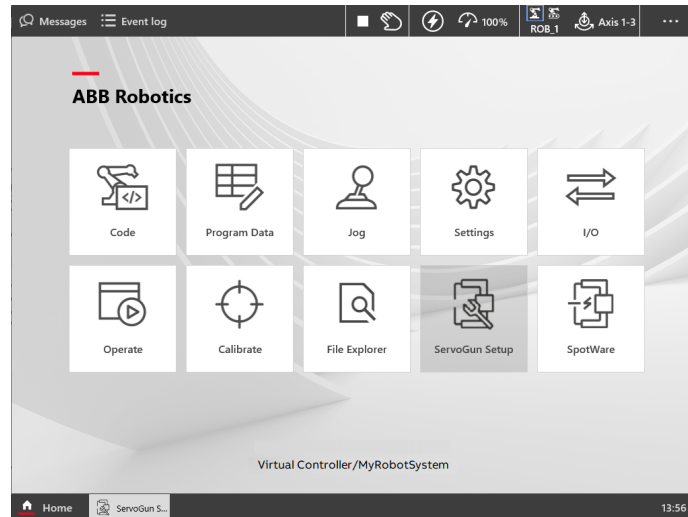 Messages Event log 100% ROB_1 Axis 1-3 ...
ABB Robotics
Code Program Data Jog Settings I/O
Operate Calibrate File Explorer ServoGun Setup SpotWare
Virtual Controller/MyRobotSystem
Home ServoGun S... 13:56